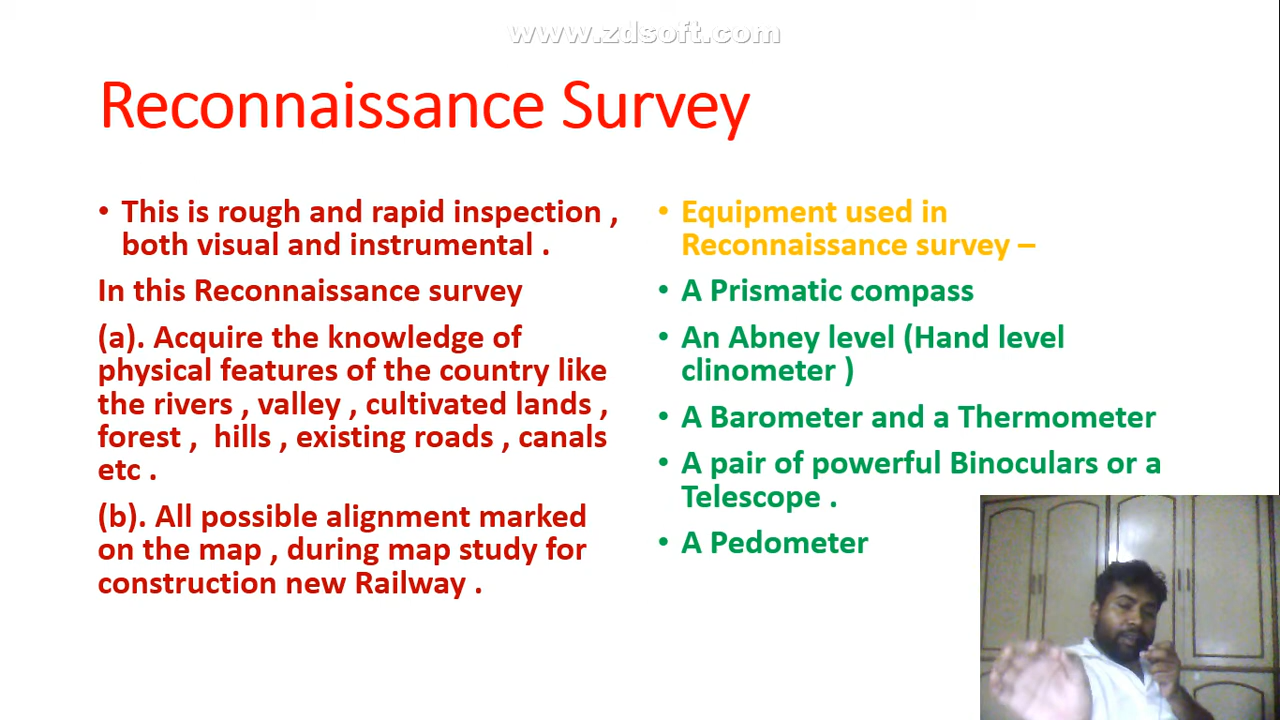 www.zdsoft.com
Reconnaissance Survey
• This is rough and rapid inspection ,
both visual and instrumental .
In this Reconnaissance survey
(a). Acquire the knowledge of
physical features of the country like
the rivers , valley , cultivated lands ,
forest , hills , existing roads , canals
etc .
(b). All possible alignment marked
on the map , during map study for
construction new Railway .
• Equipment used in
Reconnaissance survey –
• A Prismatic compass
• An Abney level (Hand level
clinometer )
• A Barometer and a Thermometer
• A pair of powerful Binoculars or a
Telescope .
• A Pedometer